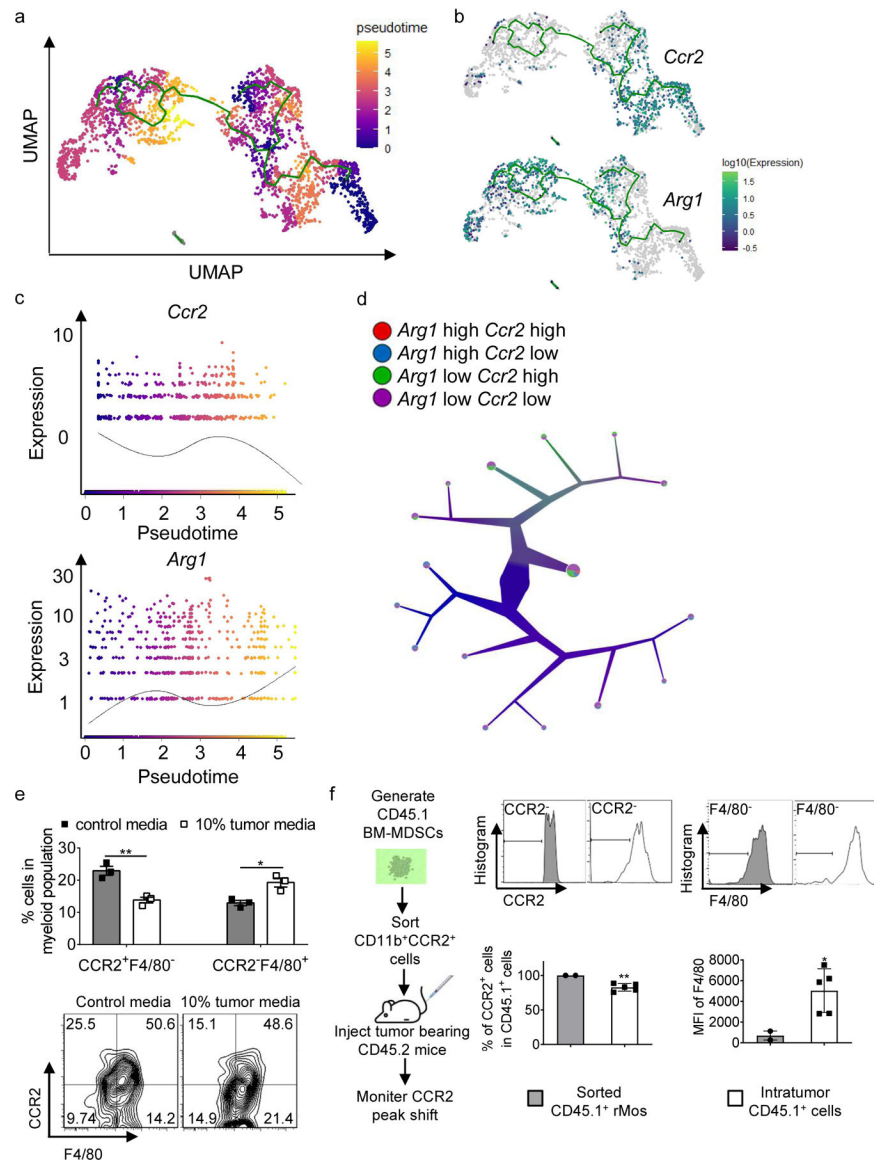 a
pseudotime
5
4
3
2
1
0
UMAP
UMAP
b
Ccr2
log10(Expression)
1.5
1.0
0.5
0.0
-0.5
Arg1
c
Ccr2
10
0
Expression
0 1 2 3 4 5
Pseudotime
Arg1
30
10
3
1
Expression
0 1 2 3 4 5
Pseudotime
d
Arg1 high Ccr2 high
Arg1 high Ccr2 low
Arg1 low Ccr2 high
Arg1 low Ccr2 low
e
control media 10% tumor media
% cells in
myeloid population
30
20
10
0
**
*
CCR2⁺F4/80⁻ CCR2⁻F4/80⁺
Control media 10% tumor media
25.5 50.6 15.1 48.6
9.74 14.2 14.9 21.4
CCR2
F4/80
f
Generate
CD45.1
BM-MDSCs
Sort
CD11b⁺CCR2⁺
cells
Inject tumor bearing
CD45.2 mice
Moniter CCR2
peak shift
CCR2⁻ CCR2⁻
Histogram
CCR2
F4/80⁻ F4/80⁻
Histogram
F4/80
% of CCR2⁺ cells
in CD45.1⁺ cells
100
50
0
**
MFI of F4/80
8000
6000
4000
2000
0
*
Sorted
CD45.1⁺ rMos
Intratumor
CD45.1⁺ cells